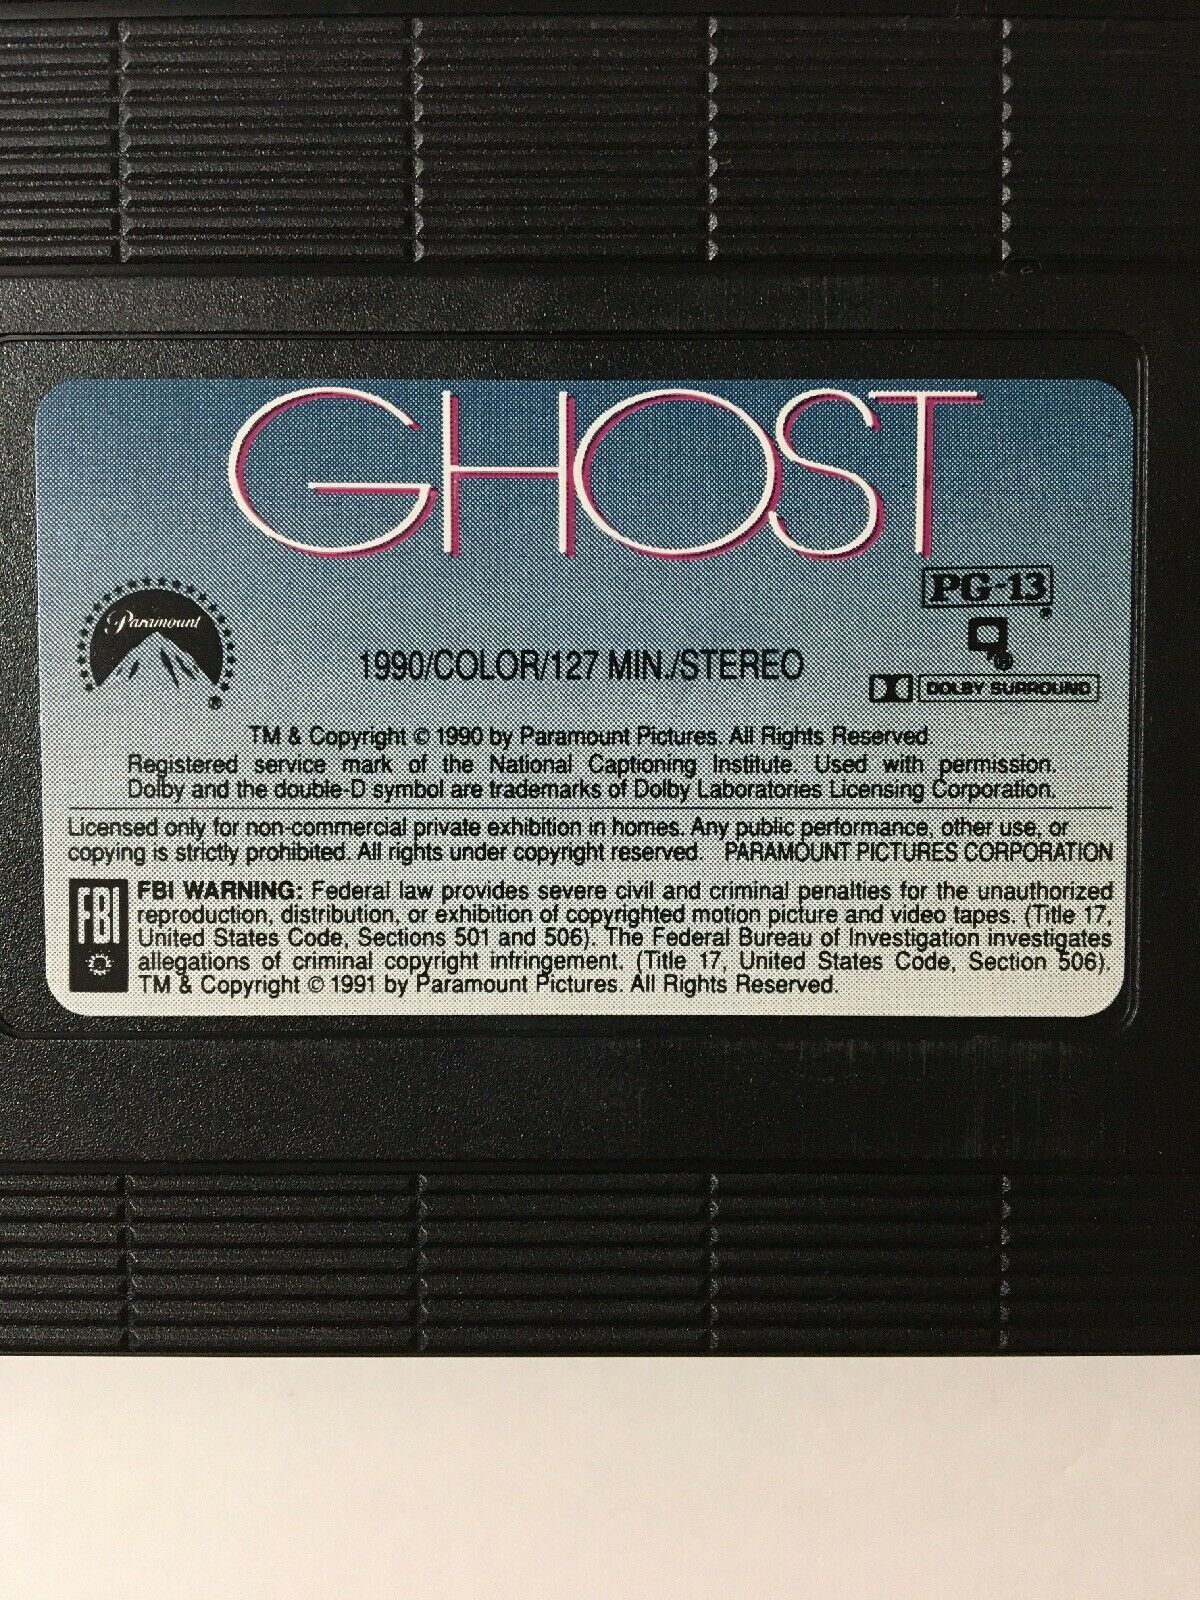 GHOST
PG-13
Paramount
®
1990/COLOR/127 MIN./STEREO
DOLBY SURROUND
TM & Copyright © 1990 by Paramount Pictures. All Rights Reserved.
Registered service mark of the National Captioning Institute. Used with permission.
Dolby and the double-D symbol are trademarks of Dolby Laboratories Licensing Corporation.
Licensed only for non-commercial private exhibition in homes. Any public performance, other use, or
copying is strictly prohibited. All rights under copyright reserved. PARAMOUNT PICTURES CORPORATION
FBI
FBI WARNING: Federal law provides severe civil and criminal penalties for the unauthorized
reproduction, distribution, or exhibition of copyrighted motion picture and video tapes. (Title 17,
United States Code, Sections 501 and 506). The Federal Bureau of Investigation investigates
allegations of criminal copyright infringement. (Title 17, United States Code, Section 506).
TM & Copyright © 1991 by Paramount Pictures. All Rights Reserved.